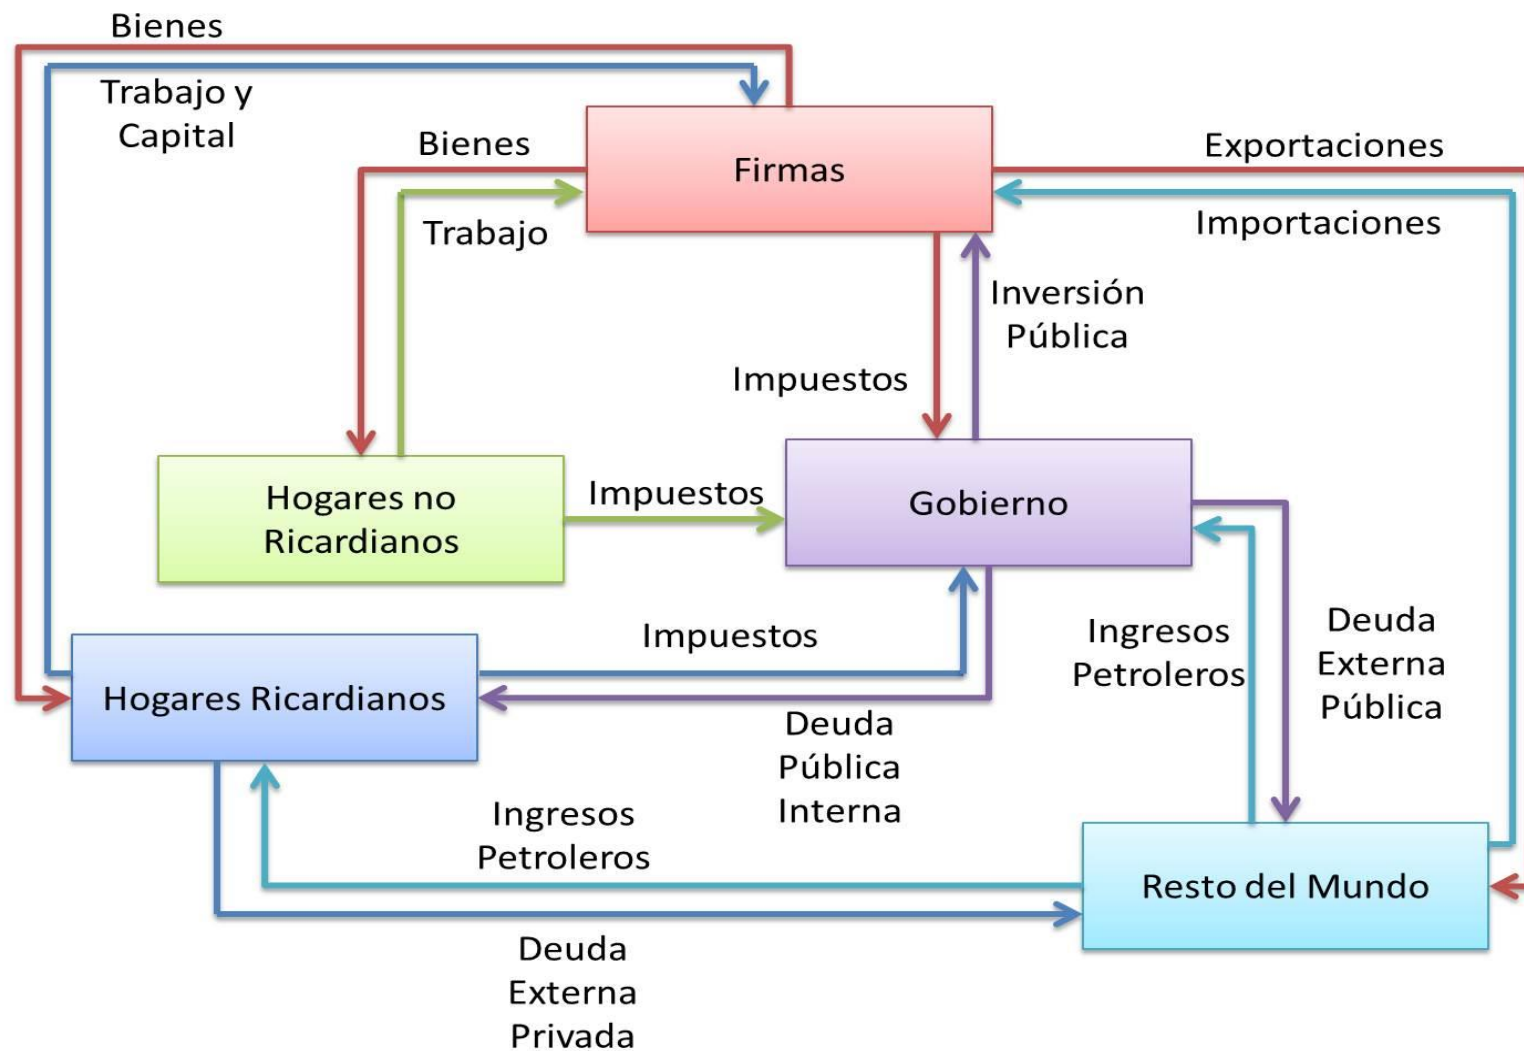 Bienes
Trabajo y
Capital
Bienes
Firmas
Exportaciones
Trabajo
Importaciones
Inversión
Pública
Impuestos
Hogares no
Ricardianos
Impuestos
Gobierno
Impuestos
Ingresos
Petroleros
Deuda
Externa
Pública
Hogares Ricardianos
Deuda
Pública
Interna
Ingresos
Petroleros
Resto del Mundo
Deuda
Externa
Privada